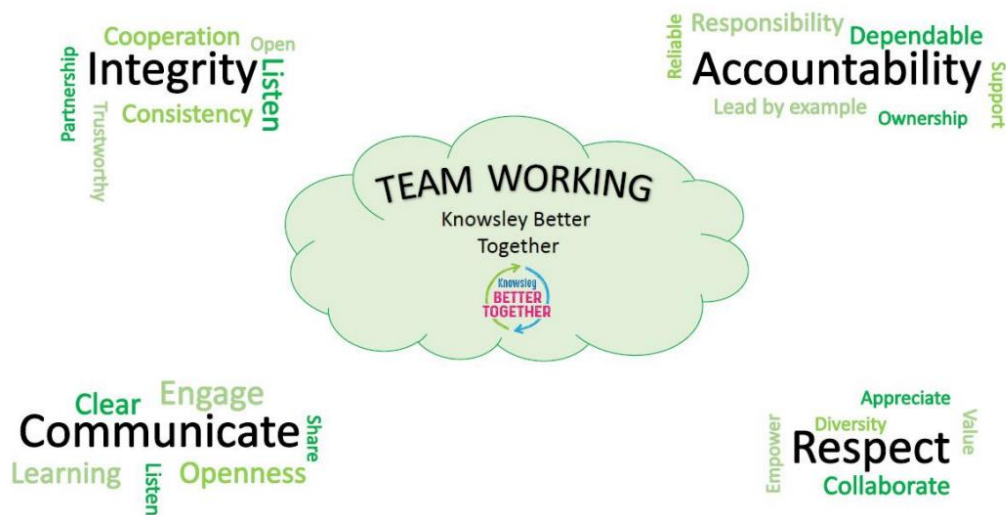 Cooperation
Open
Partnership
Integrity
Listen
Trustworthy
Consistency
Reliable
Responsibility
Dependable
Accountability
Support
Lead by example
Ownership
TEAM WORKING
Knowsley Better
Together
Knowsley
BETTER
TOGETHER
Engage
Clear
Communicate
Share
Learning
Listen
Openness
Appreciate
Empower
Diversity
Value
Respect
Collaborate